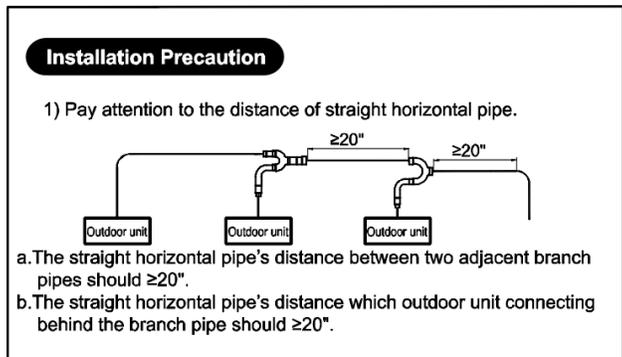 Installation Precaution
1) Pay attention to the distance of straight horizontal pipe.
≥20"
≥20"
Outdoor unit
Outdoor unit
Outdoor unit
a.The straight horizontal pipe's distance between two adjacent branch
pipes should ≥20".
b.The straight horizontal pipe's distance which outdoor unit connecting
behind the branch pipe should ≥20".